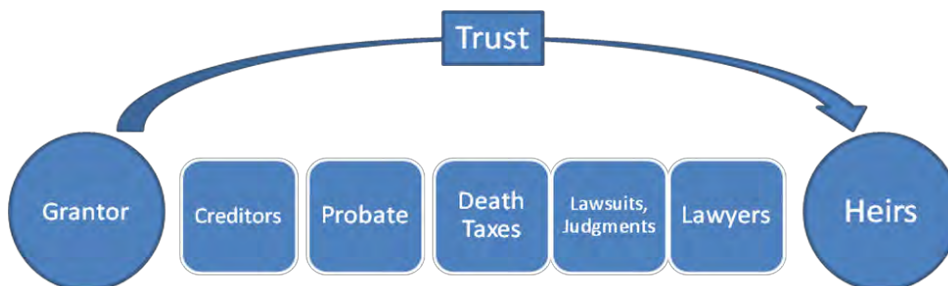 Trust
Grantor
Creditors
Probate
Death
Taxes
Lawsuits,
Judgments
Lawyers
Heirs